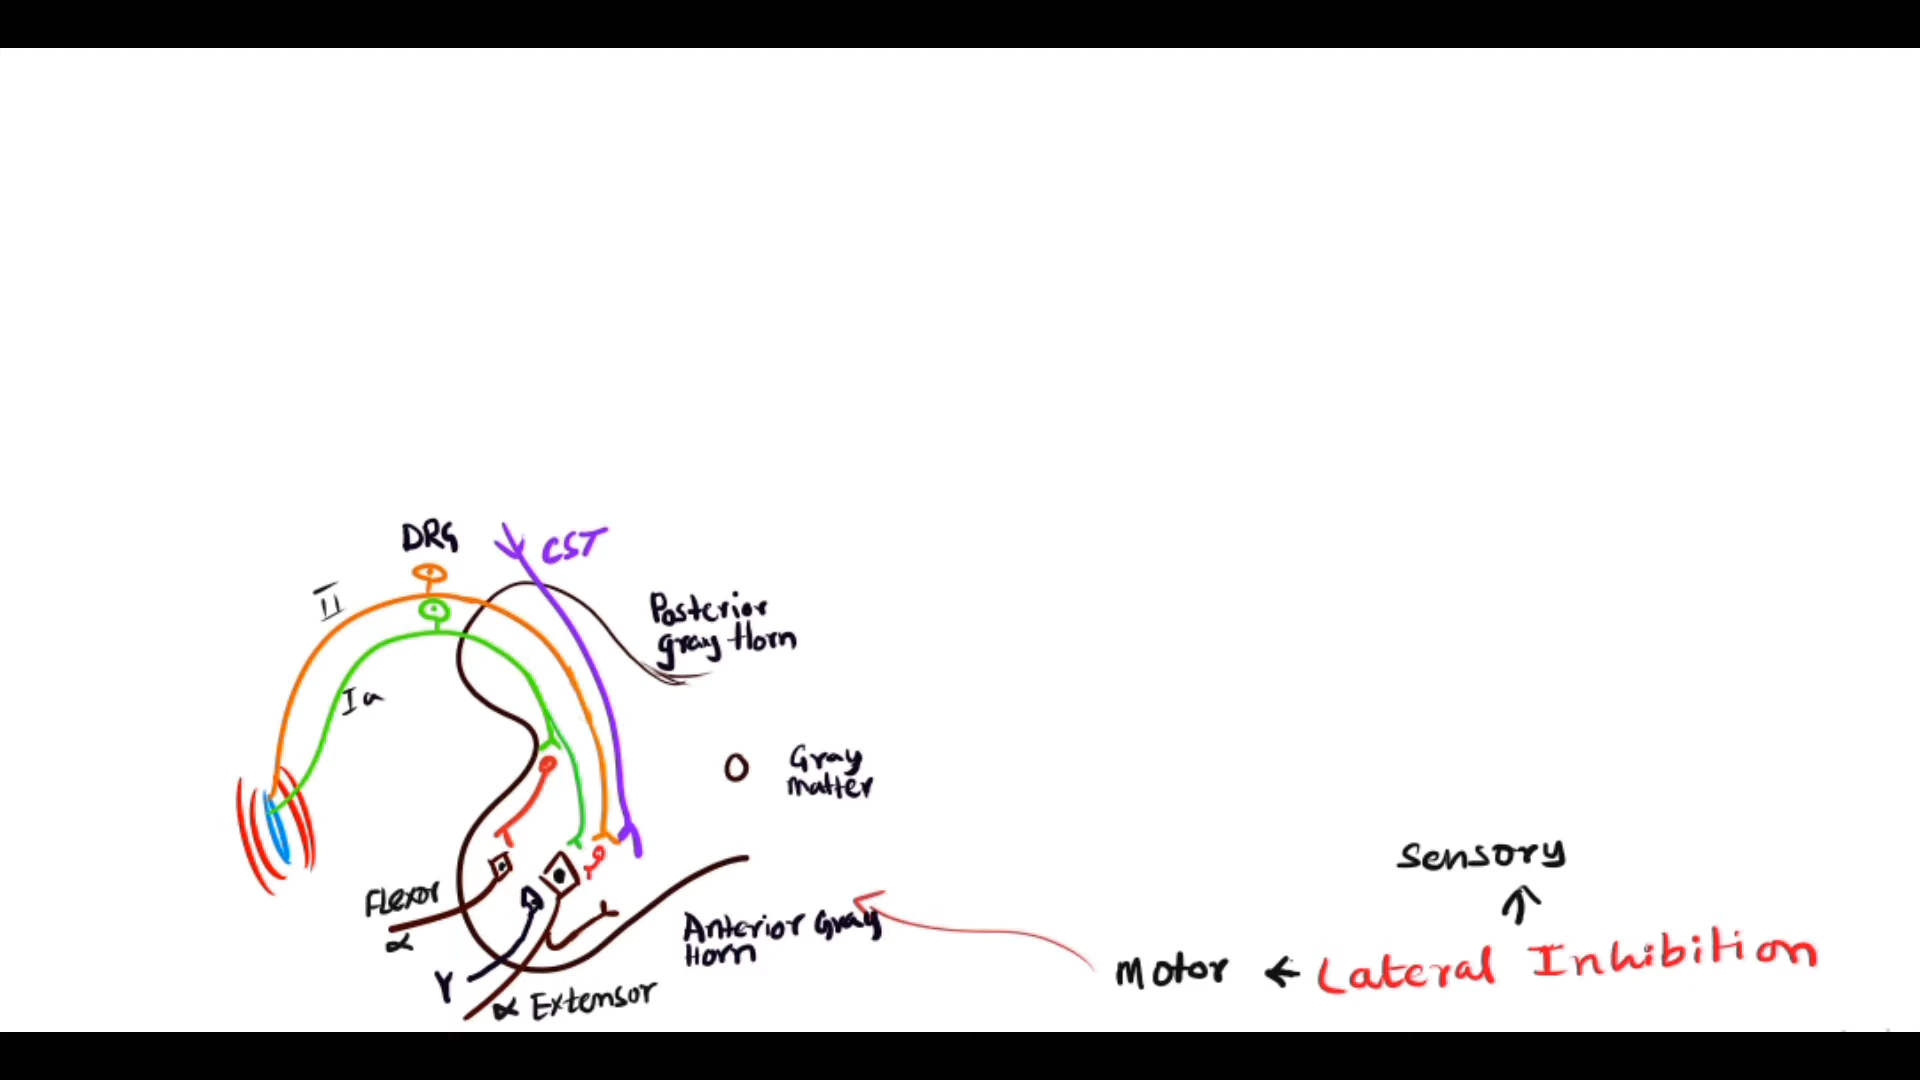 DRG
CST
II
Posterior
gray Horn
Ia
Gray
matter
Sensory
Flexor
α
Anterior Gray
Horn
γ
α Extensor
Motor ← Lateral Inhibition